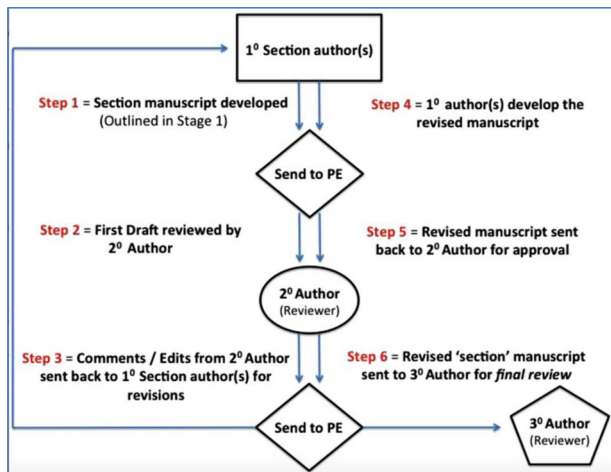 1⁰ Section author(s)
Step 1 = Section manuscript developed
(Outlined in Stage 1)
Step 4 = 1⁰ author(s) develop the
revised manuscript
Send to PE
Step 2 = First Draft reviewed by
2⁰ Author
Step 5 = Revised manuscript sent
back to 2⁰ Author for approval
2⁰ Author
(Reviewer)
Step 3 = Comments / Edits from 2⁰ Author
sent back to 1⁰ Section author(s) for
revisions
Step 6 = Revised ‘section’ manuscript
sent to 3⁰ Author for final review
Send to PE
3⁰ Author
(Reviewer)